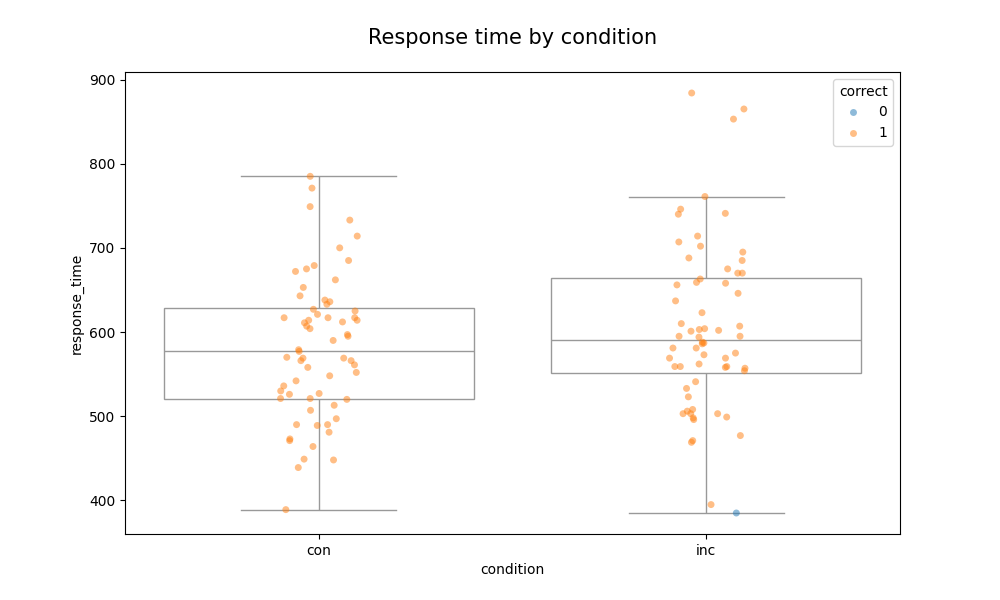 Response time by condition
900
800
700
600
500
400
response_time
correct
0
1
con
inc
condition